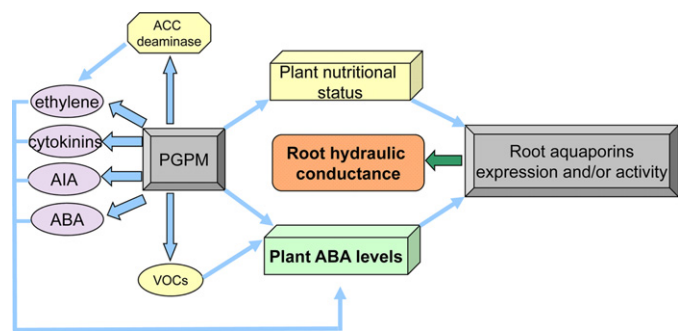 ACC
deaminase
ethylene
cytokinins
AIA
ABA
PGPM
VOCs
Plant nutritional
status
Root hydraulic
conductance
Plant ABA levels
Root aquaporins
expression and/or activity